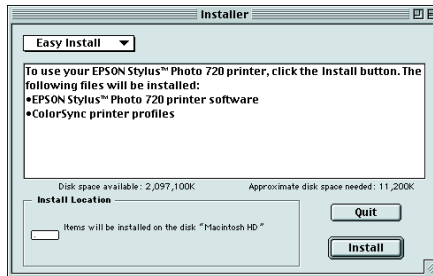 Installer
Easy Install
To use your EPSON Stylus™ Photo 720 printer, click the Install button. The
following files will be installed:
•EPSON Stylus™ Photo 720 printer software
•ColorSync printer profiles
Disk space available: 2,097,100K Approximate disk space needed: 11,200K
Install Location
Items will be installed on the disk "Macintosh HD"
Quit
Install